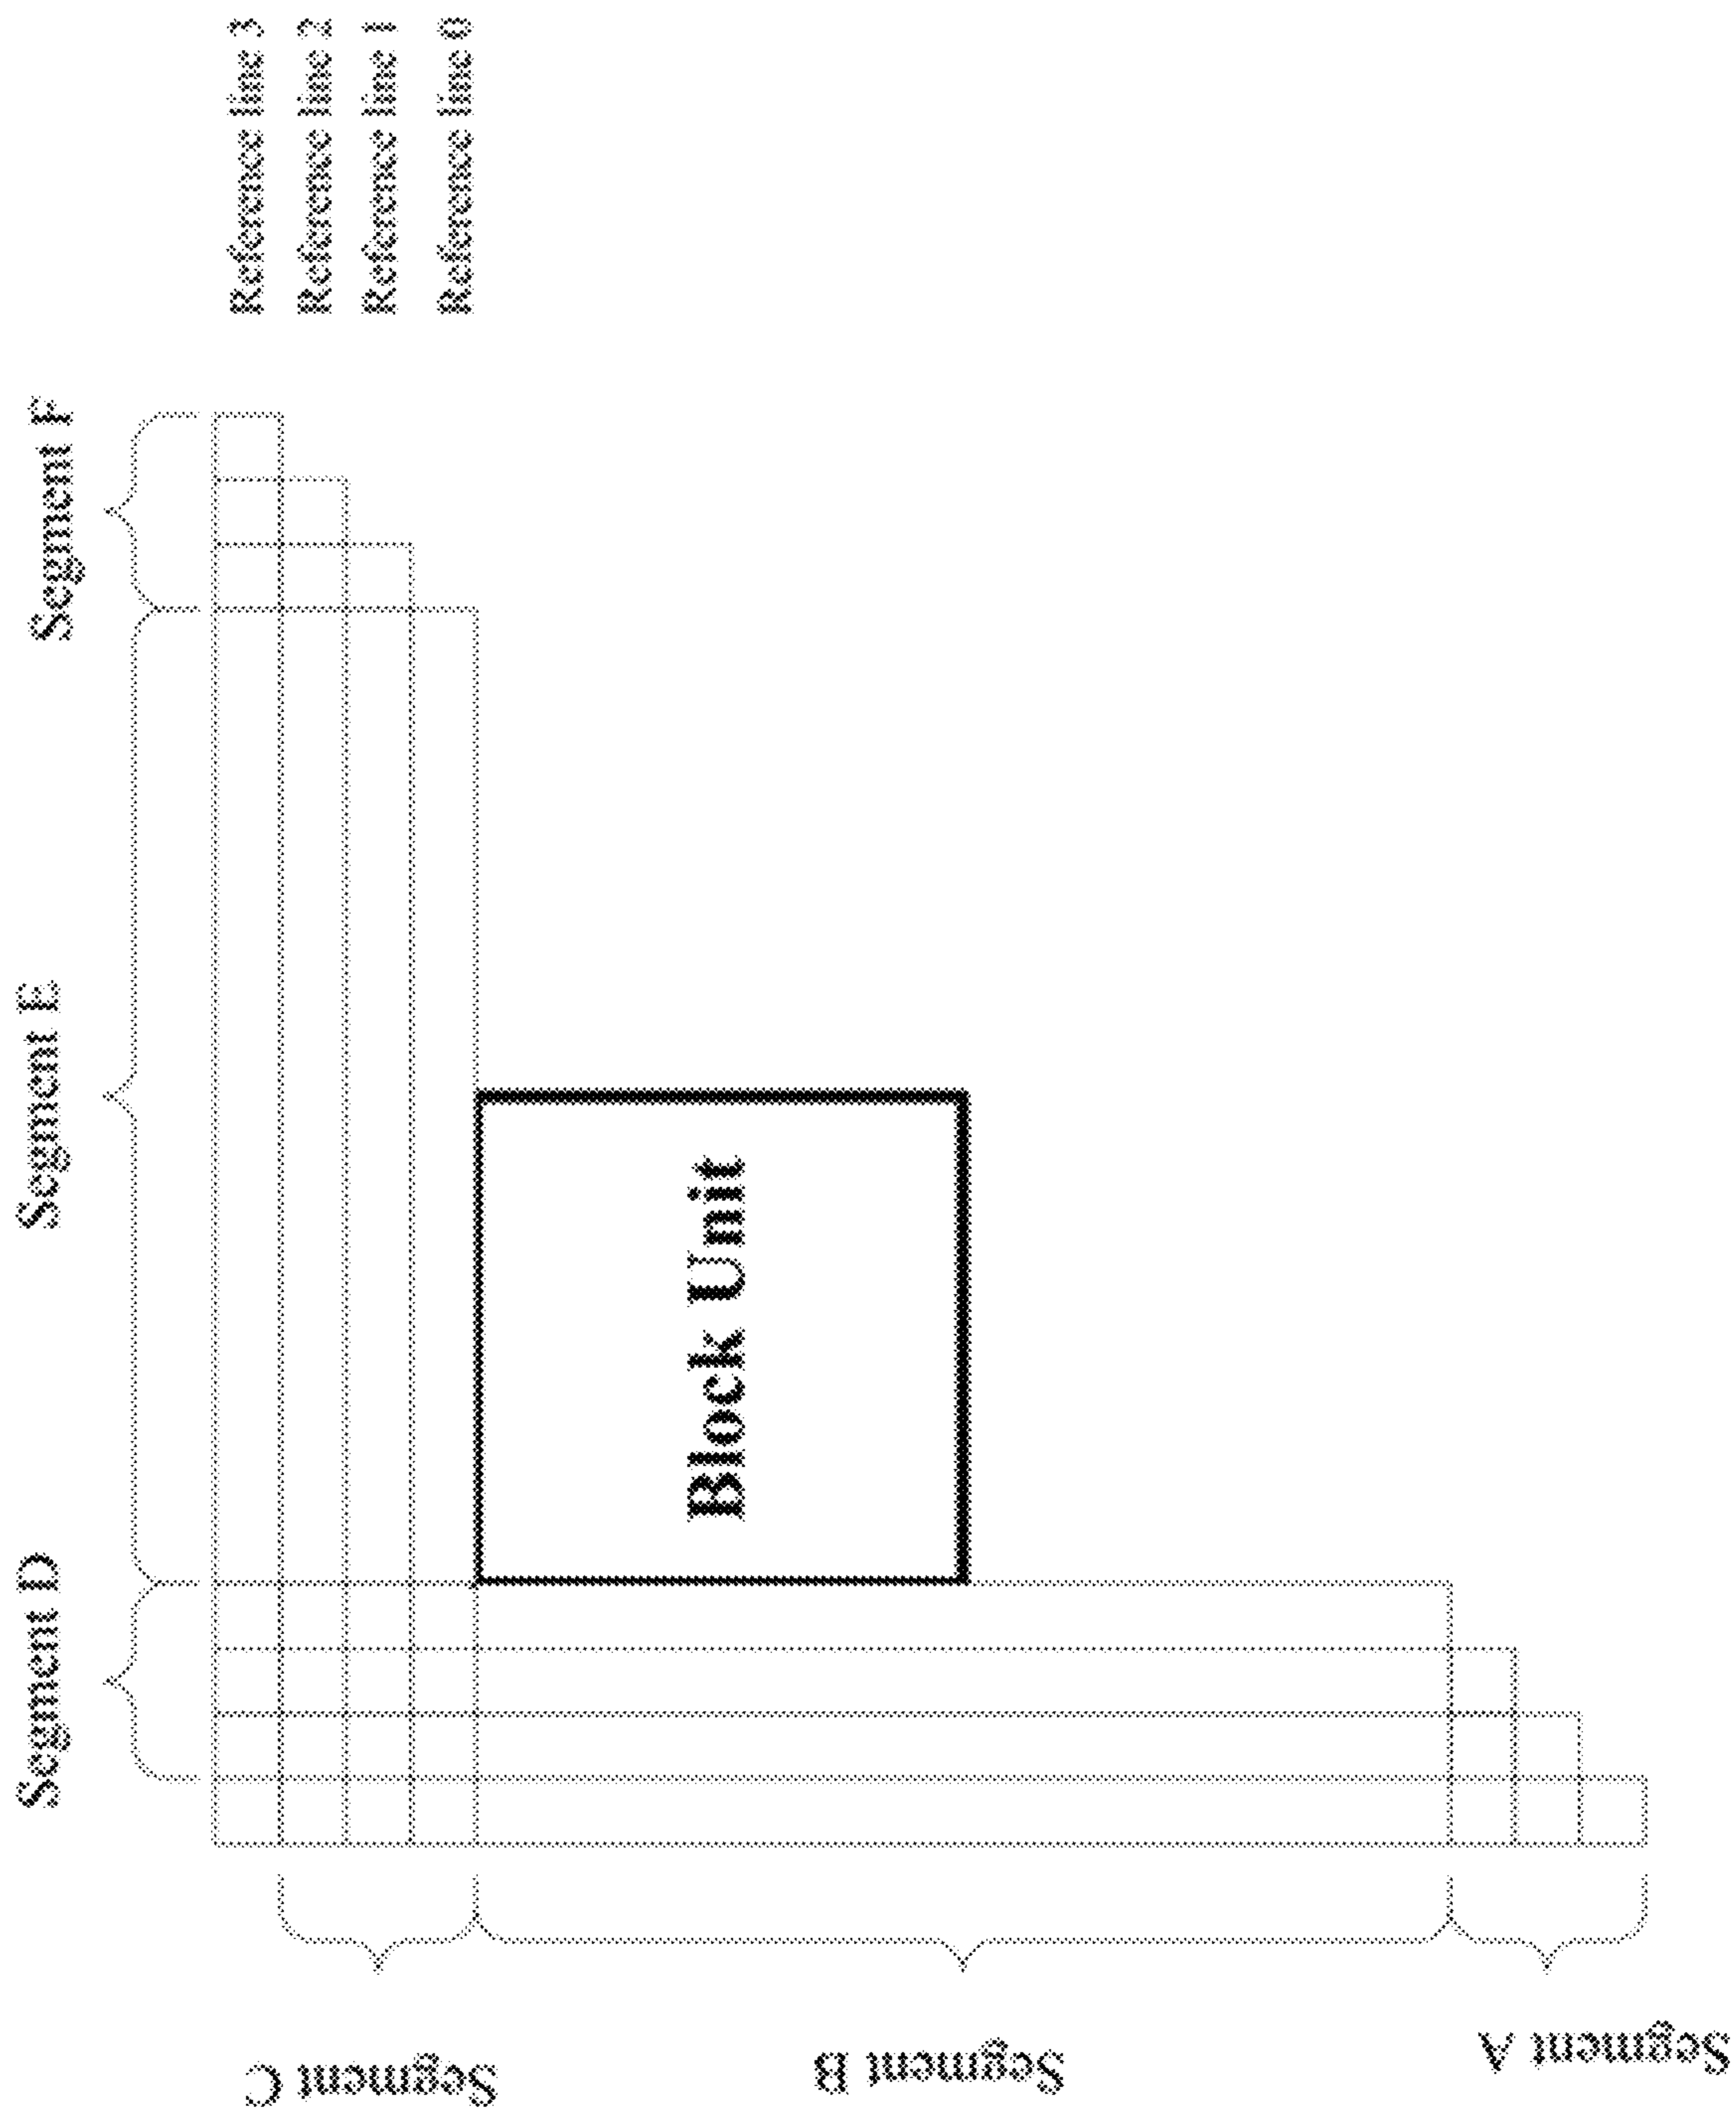 Segment D
Segment E
Segment F
Reference line 3
Reference line 2
Reference line 1
Reference line 0
Block Unit
Segment C
Segment B
Segment A